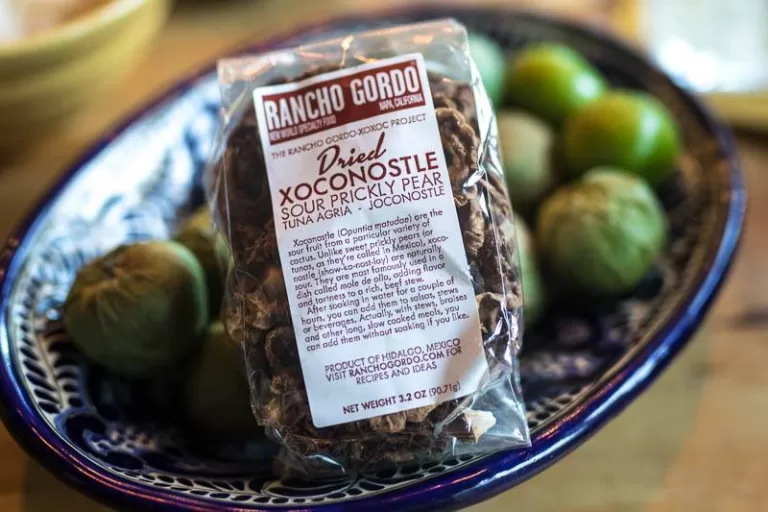 RANCHO GORDO
NEW WORLD SPECIALTY FOOD NAPA, CALIFORNIA
THE RANCHO GORDO-XOXOC PROJECT
Dried
XOCONOSTLE
SOUR PRICKLY PEAR
TUNA AGRIA - JOCONOSTLE
Xoconostle (Opuntia matudae) are the
sour fruit from a particular variety of
cactus. Unlike sweet prickly pears (or
tunas, as they're called in Mexico), xoco-
nostle (show-ko-nost-lay) are naturally
sour. They are most famously used in a
dish called mole de olla, adding flavor
and tartness to a rich, beef stew.
After soaking in water for a couple of
hours, you can add them to salsas, stews
or beverages. Actually, with stews, braises
and other long, slow cooked meals, you
can add them without soaking if you like.
PRODUCT OF HIDALGO, MEXICO
VISIT RANCHOGORDO.COM FOR
RECIPES AND IDEAS
NET WEIGHT 3.2 OZ (90.71g)